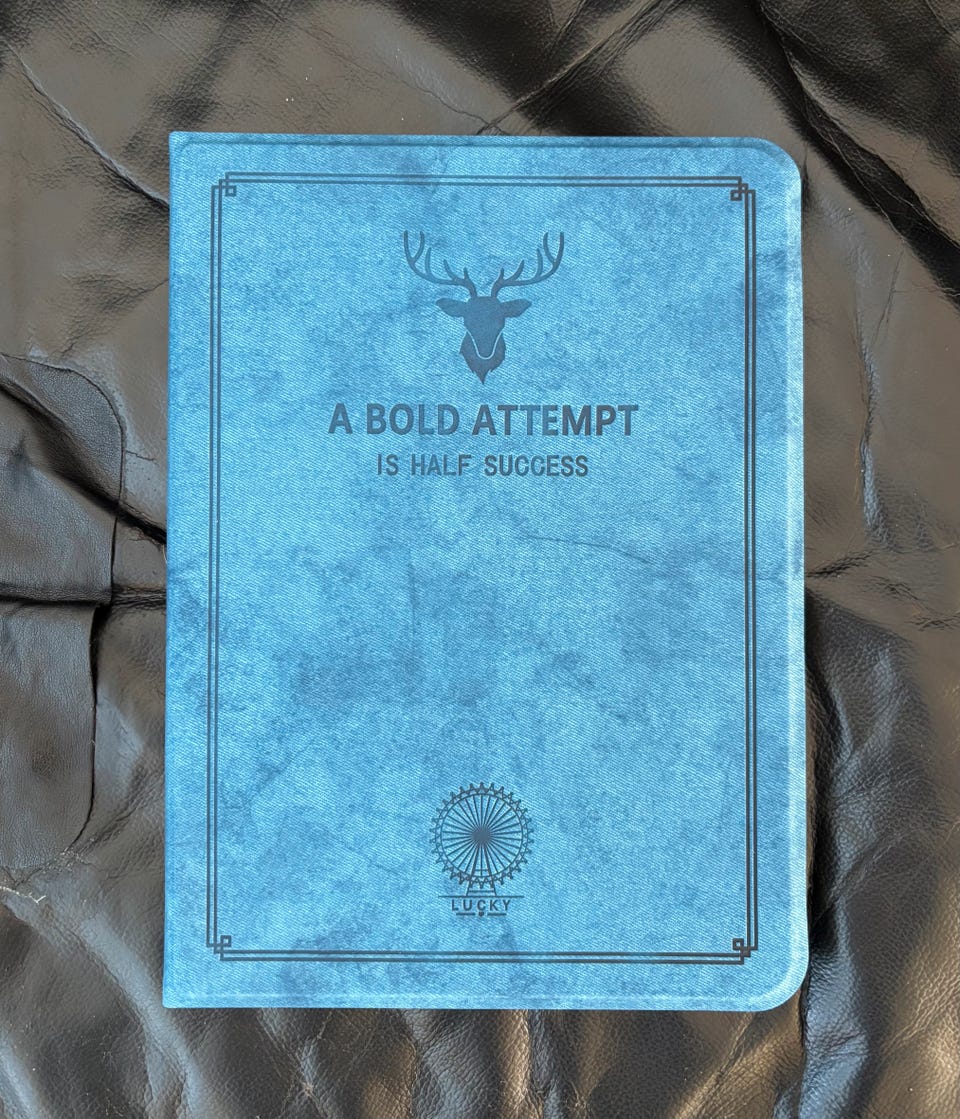 A BOLD ATTEMPT
IS HALF SUCCESS
LUCKY